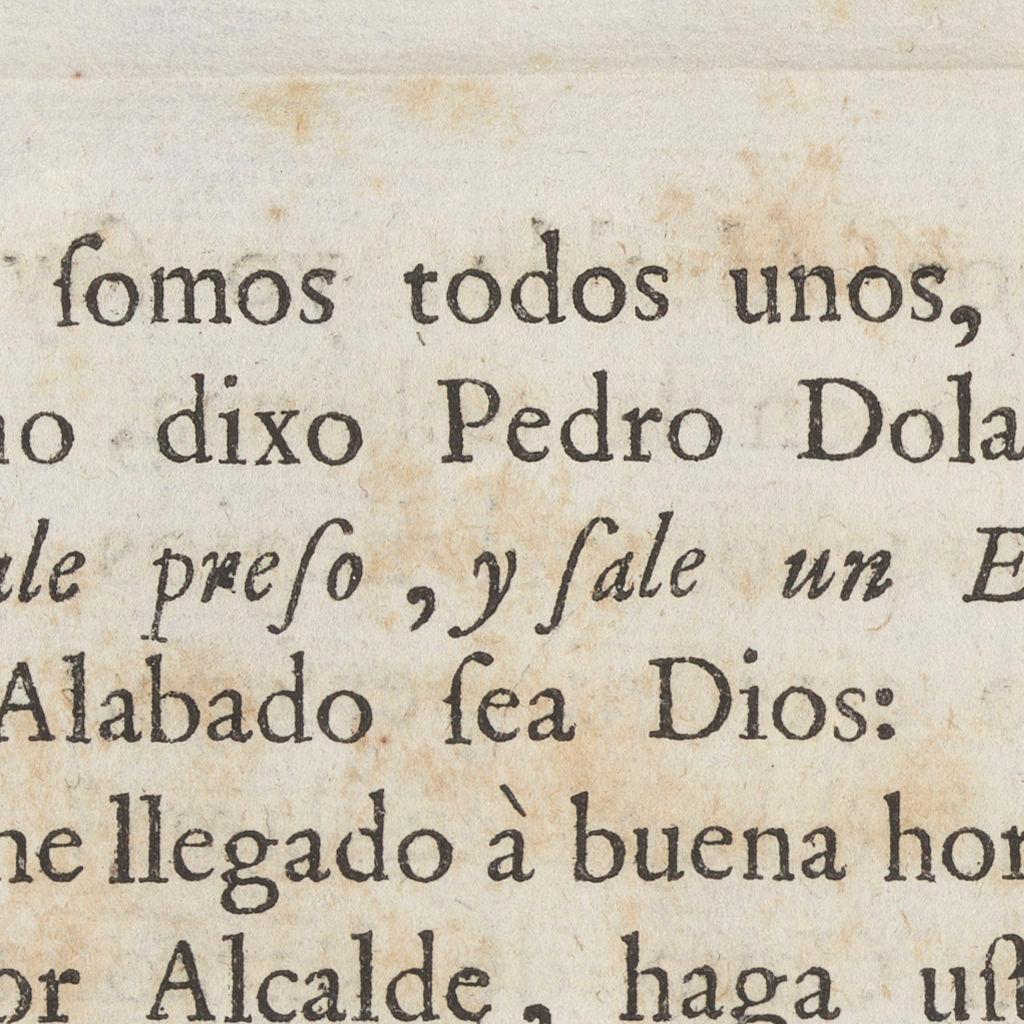 ſomos todos unos,
no dixo Pedro Dola
ale preſo, y ſale un E
Alabado ſea Dios:
he llegado à buena hor
or Alcalde, haga uſt